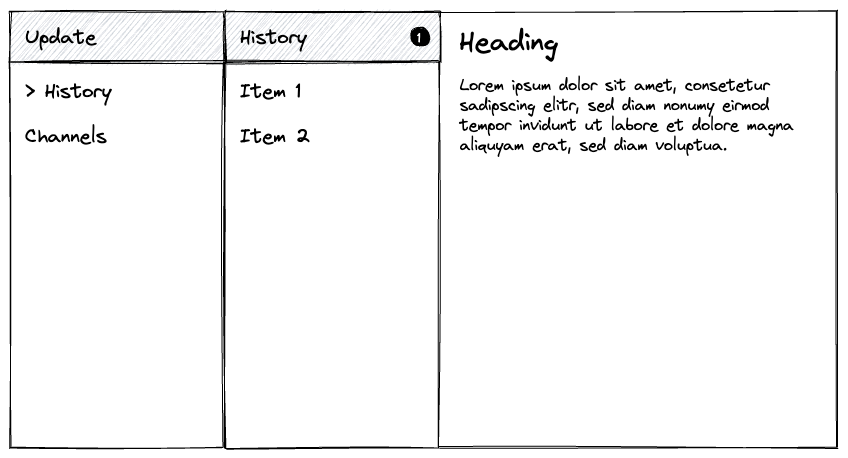 Update
> History
Channels
History 1
Item 1
Item 2
Heading
Lorem ipsum dolor sit amet, consetetur
sadipscing elitr, sed diam nonumy eirmod
tempor invidunt ut labore et dolore magna
aliquyam erat, sed diam voluptua.